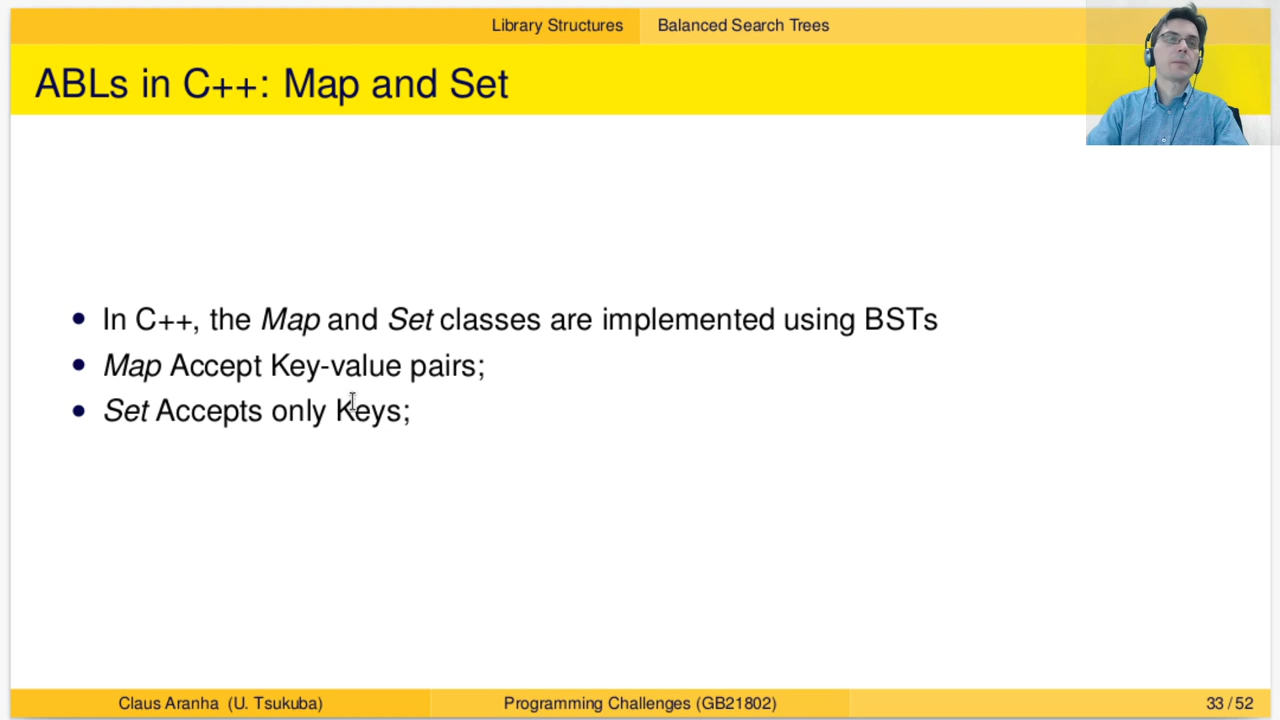 Library Structures Balanced Search Trees
ABLs in C++: Map and Set
• In C++, the Map and Set classes are implemented using BSTs
• Map Accept Key-value pairs;
• Set Accepts only Keys;
Claus Aranha (U. Tsukuba) Programming Challenges (GB21802) 33 / 52